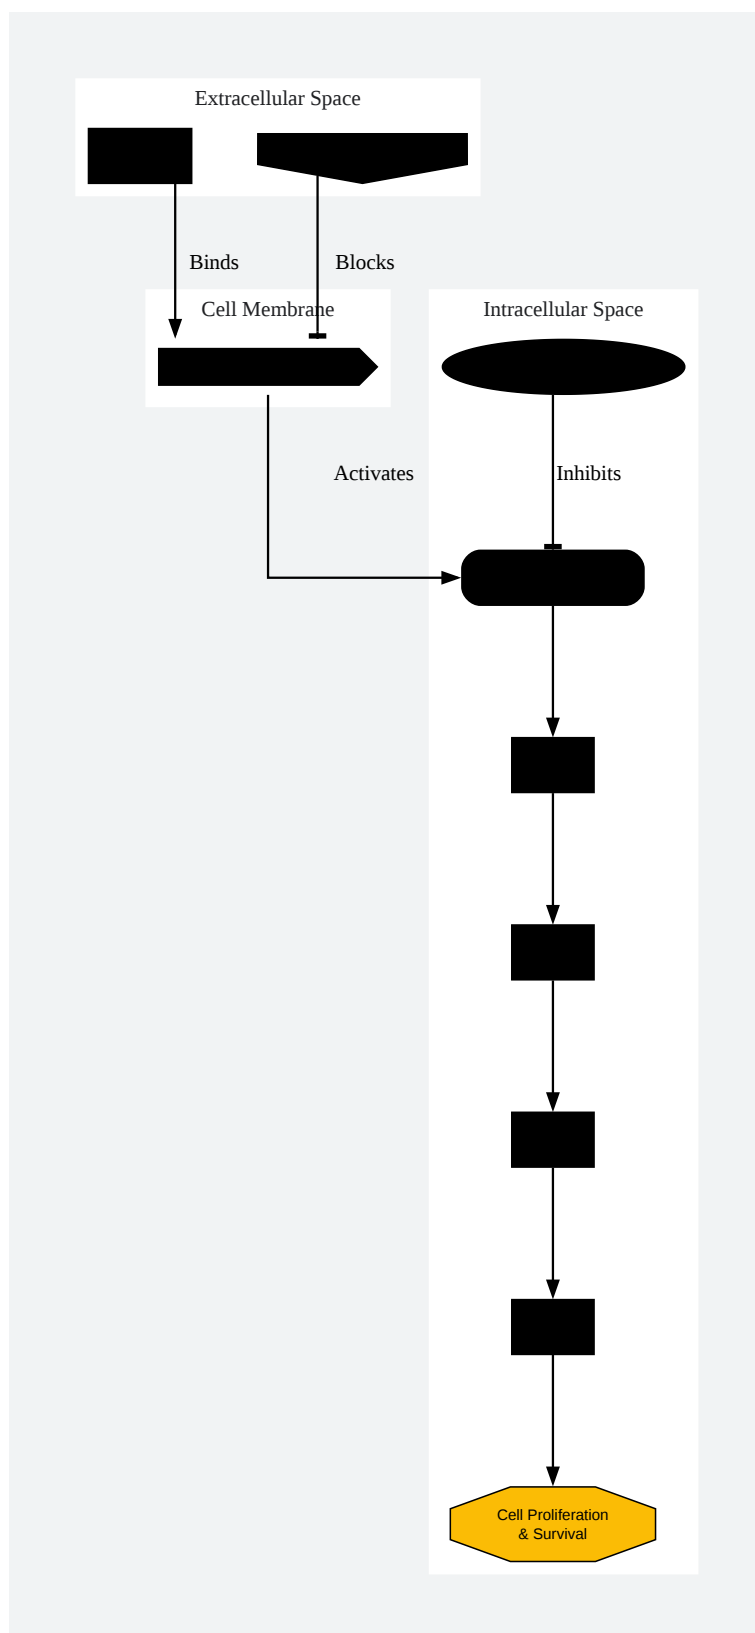 Extracellular Space
Binds
Blocks
Cell Membrane
Intracellular Space
Activates
Inhibits
Cell Proliferation
& Survival